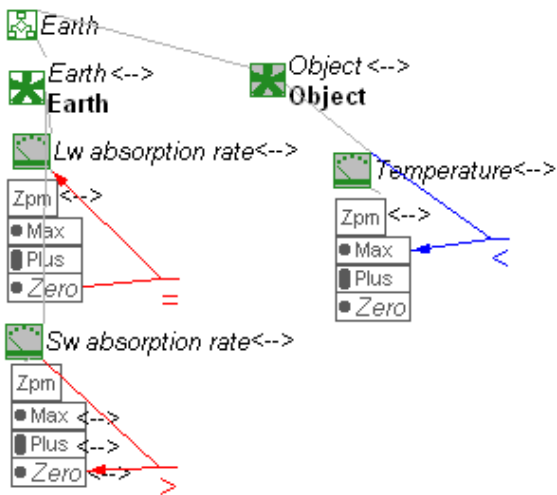 Earth
Earth <-->
Earth
Object <-->
Object
Lw absorption rate<-->
Zpm <-->
Max
Plus
Zero
=
Temperature<-->
Zpm <-->
Max
Plus
Zero
<
Sw absorption rate<-->
Zpm
Max <-->
Plus <-->
Zero <-->
>